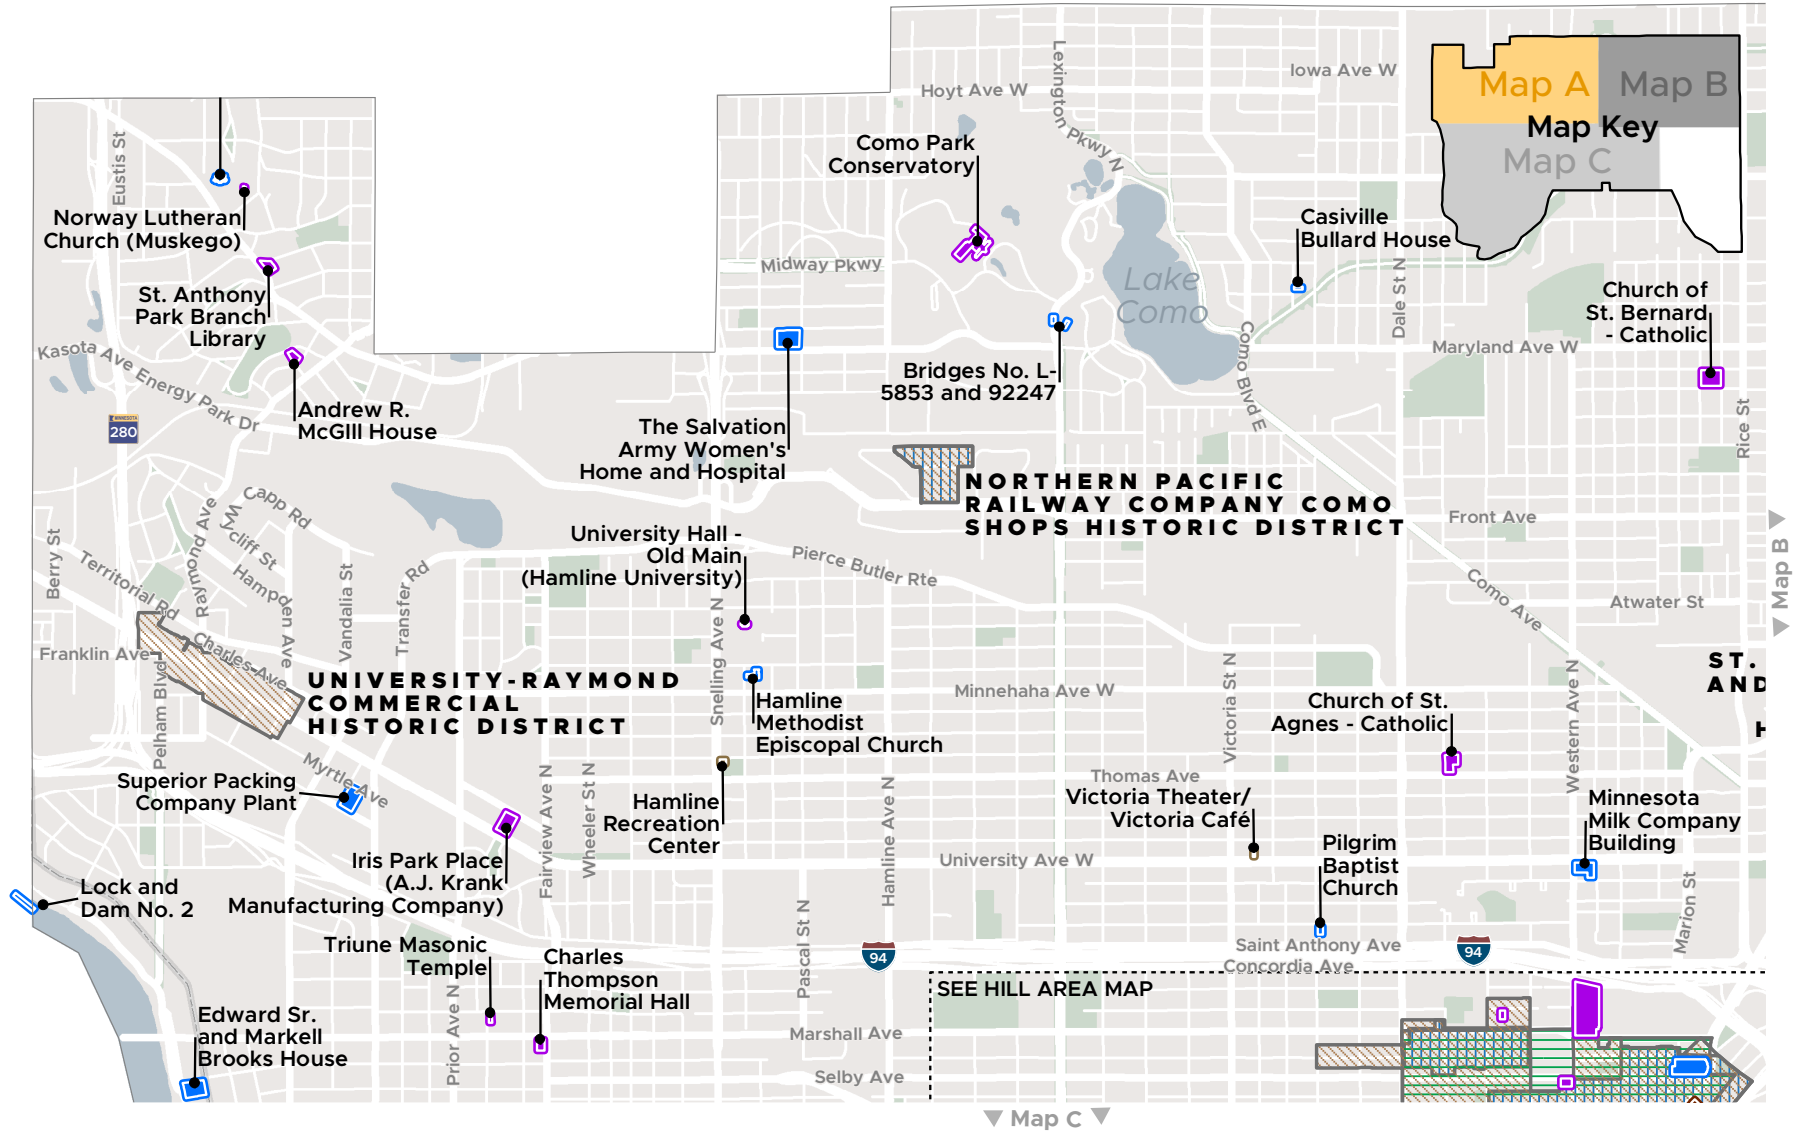 Iowa Ave W
Hoyt Ave W
Lexington Pkwy N
Map A
Map B
Map Key
Map C
Eustis St
Como Park
Conservatory
Norway Lutheran
Church (Muskego)
Casiville
Bullard House
Midway Pkwy
Lake
Como
Dale St N
St. Anthony
Park Branch
Library
Church of
St. Bernard
- Catholic
Kasota Ave
Energy Park Dr
Maryland Ave W
Como Blvd E
Bridges No. L-
5853 and 92247
Rice St
MINNESOTA
280
Andrew R.
McGIll House
The Salvation
Army Women's
Home and Hospital
NORTHERN PACIFIC
RAILWAY COMPANY COMO
SHOPS HISTORIC DISTRICT
Front Ave
Capp Rd
Wycliff St
Raymond Ave
Hampden Ave
Berry St
Territorial Rd
Vandalia St
Transfer Rd
University Hall -
Old Main
(Hamline University)
Pierce Butler Rte
Como Ave
Atwater St
Map B
Franklin Ave
Charles Ave
Pelham Blvd
UNIVERSITY-RAYMOND
COMMERCIAL
HISTORIC DISTRICT
Snelling Ave N
Minnehaha Ave W
Victoria St N
Western Ave N
ST.
AND
H
Hamline
Methodist
Episcopal Church
Church of St.
Agnes - Catholic
Myrtle Ave
Superior Packing
Company Plant
Fairview Ave N
Wheeler St N
Hamline
Recreation
Center
Hamline Ave N
Thomas Ave
Victoria Theater/
Victoria Café
Minnesota
Milk Company
Building
Pilgrim
Baptist
Church
University Ave W
Iris Park Place
(A.J. Krank
Manufacturing Company)
Lock and
Dam No. 2
Marion St
Pascal St N
94
94
Saint Anthony Ave
Concordia Ave
Triune Masonic
Temple
Charles
Thompson
Memorial Hall
SEE HILL AREA MAP
Edward Sr.
and Markell
Brooks House
Prior Ave N
Marshall Ave
Selby Ave
Map C